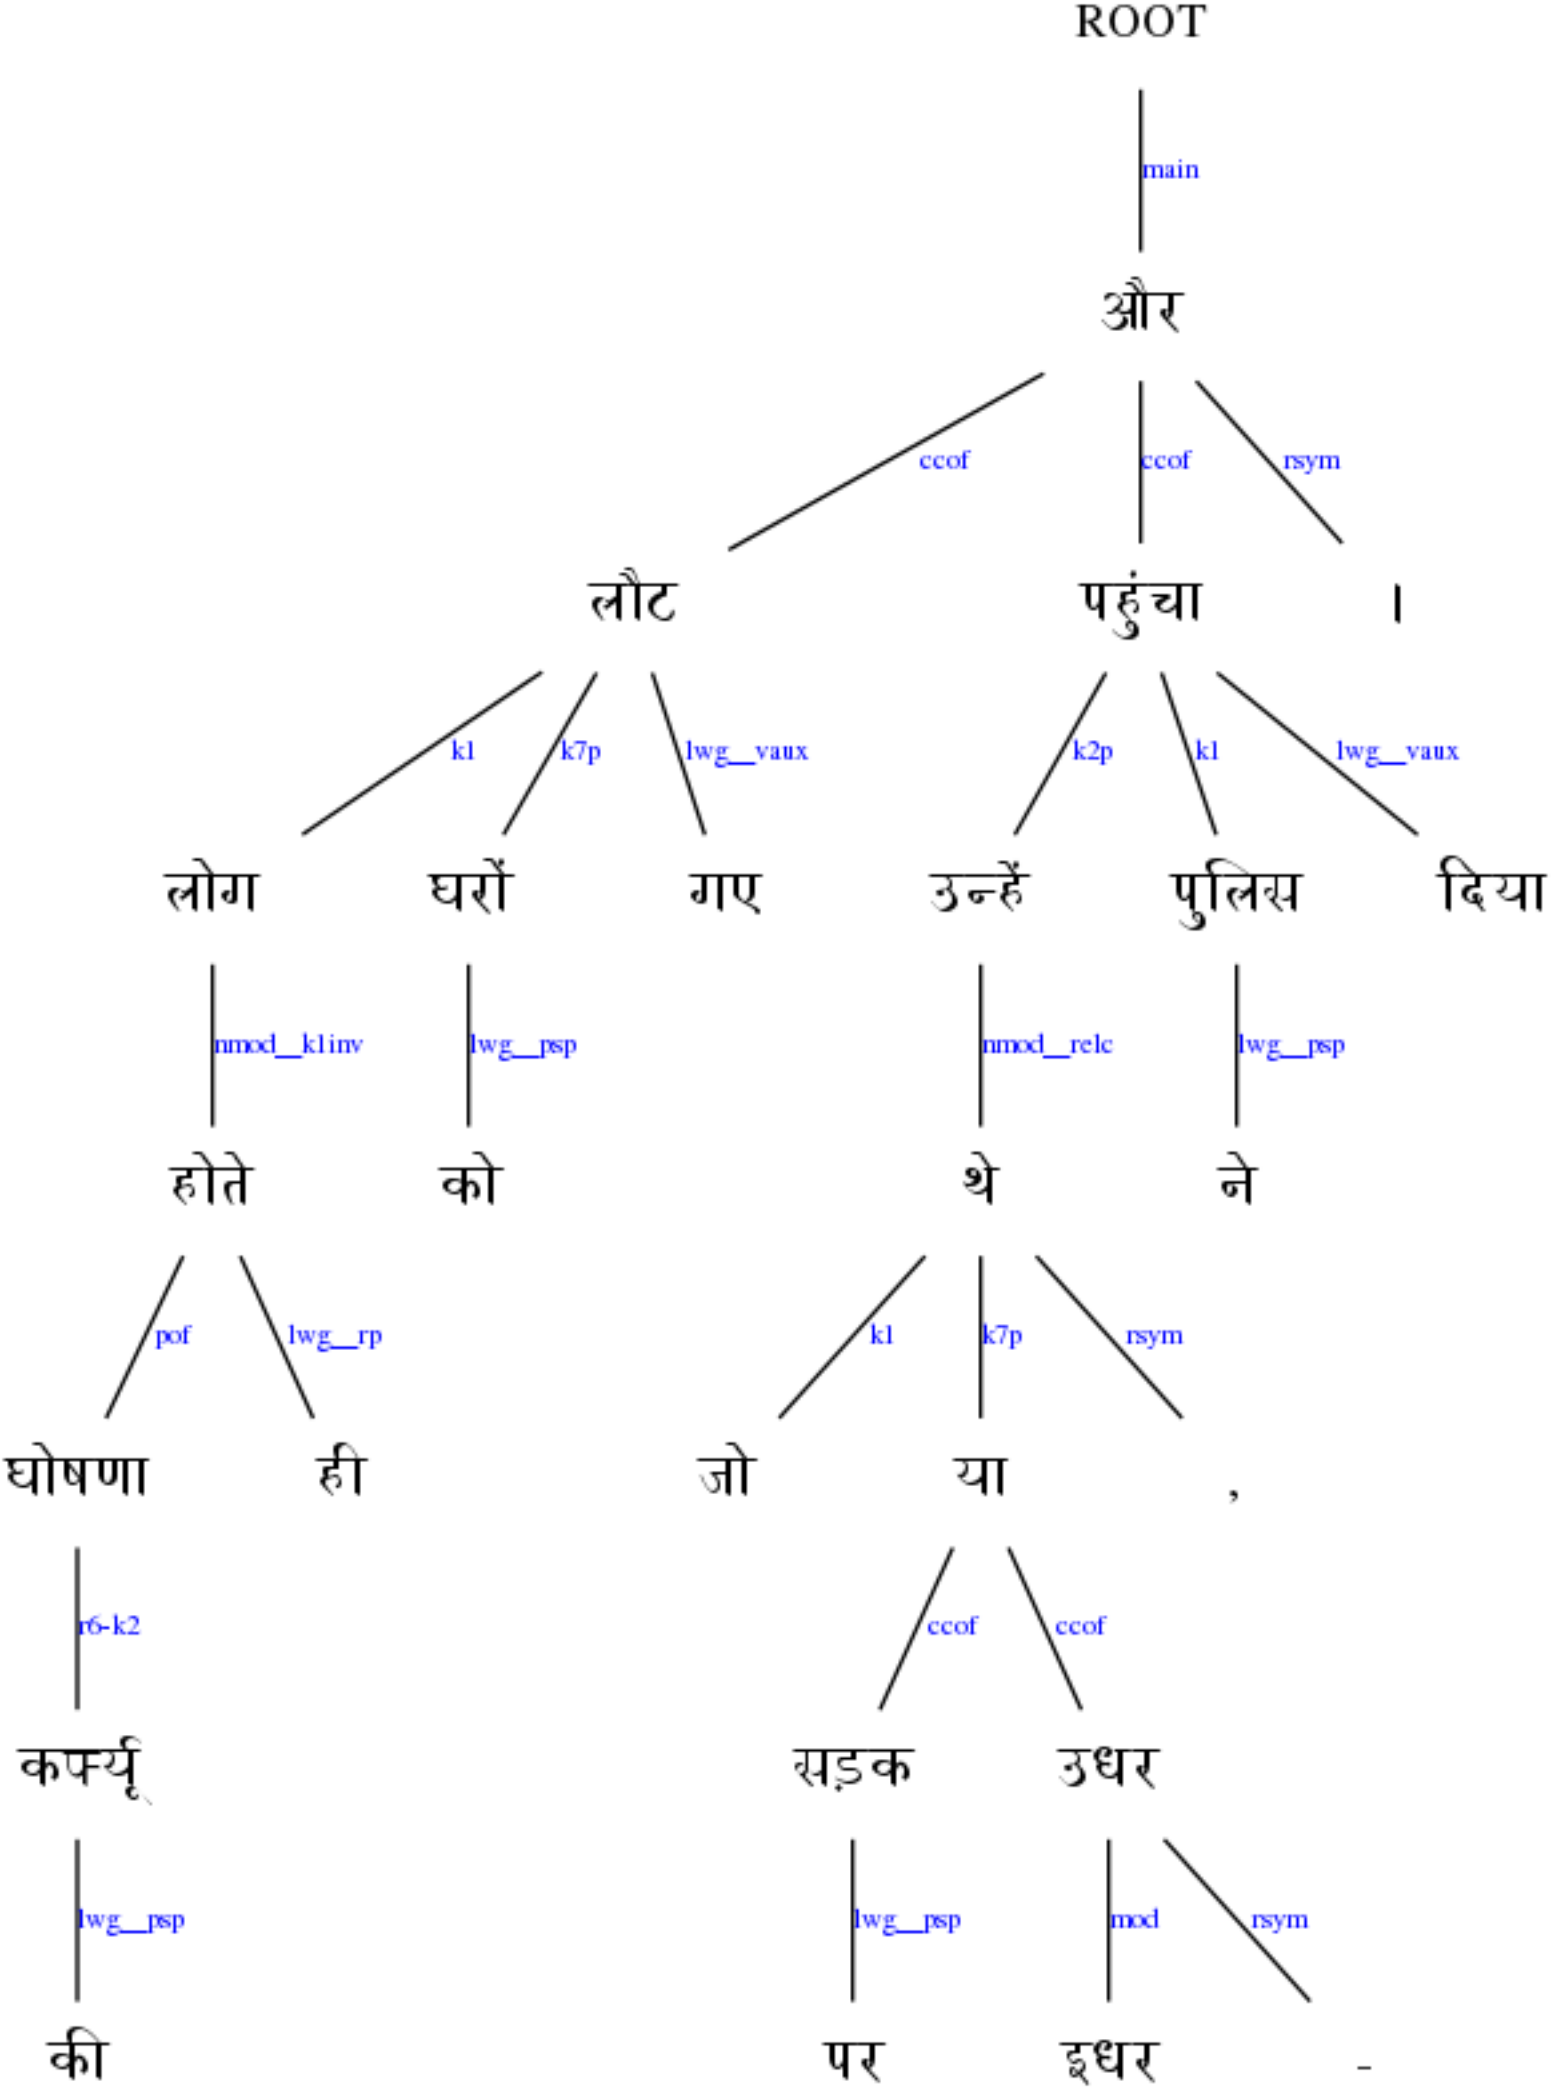 ROOT
main
और
ccof ccof rsym
लौट पहुंचा ।
k1 k7p lwg__vaux k2p k1 lwg__vaux
लोग घरों गए उन्हें पुलिस दिया
nmod__k1inv lwg__psp nmod__relc lwg__psp
होते को थे ने
pof lwg__rp k1 k7p rsym
घोषणा ही जो या ,
r6-k2 ccof ccof
कर्फ्यू सड़क उधर
lwg__psp lwg__psp mod rsym
की पर इधर -